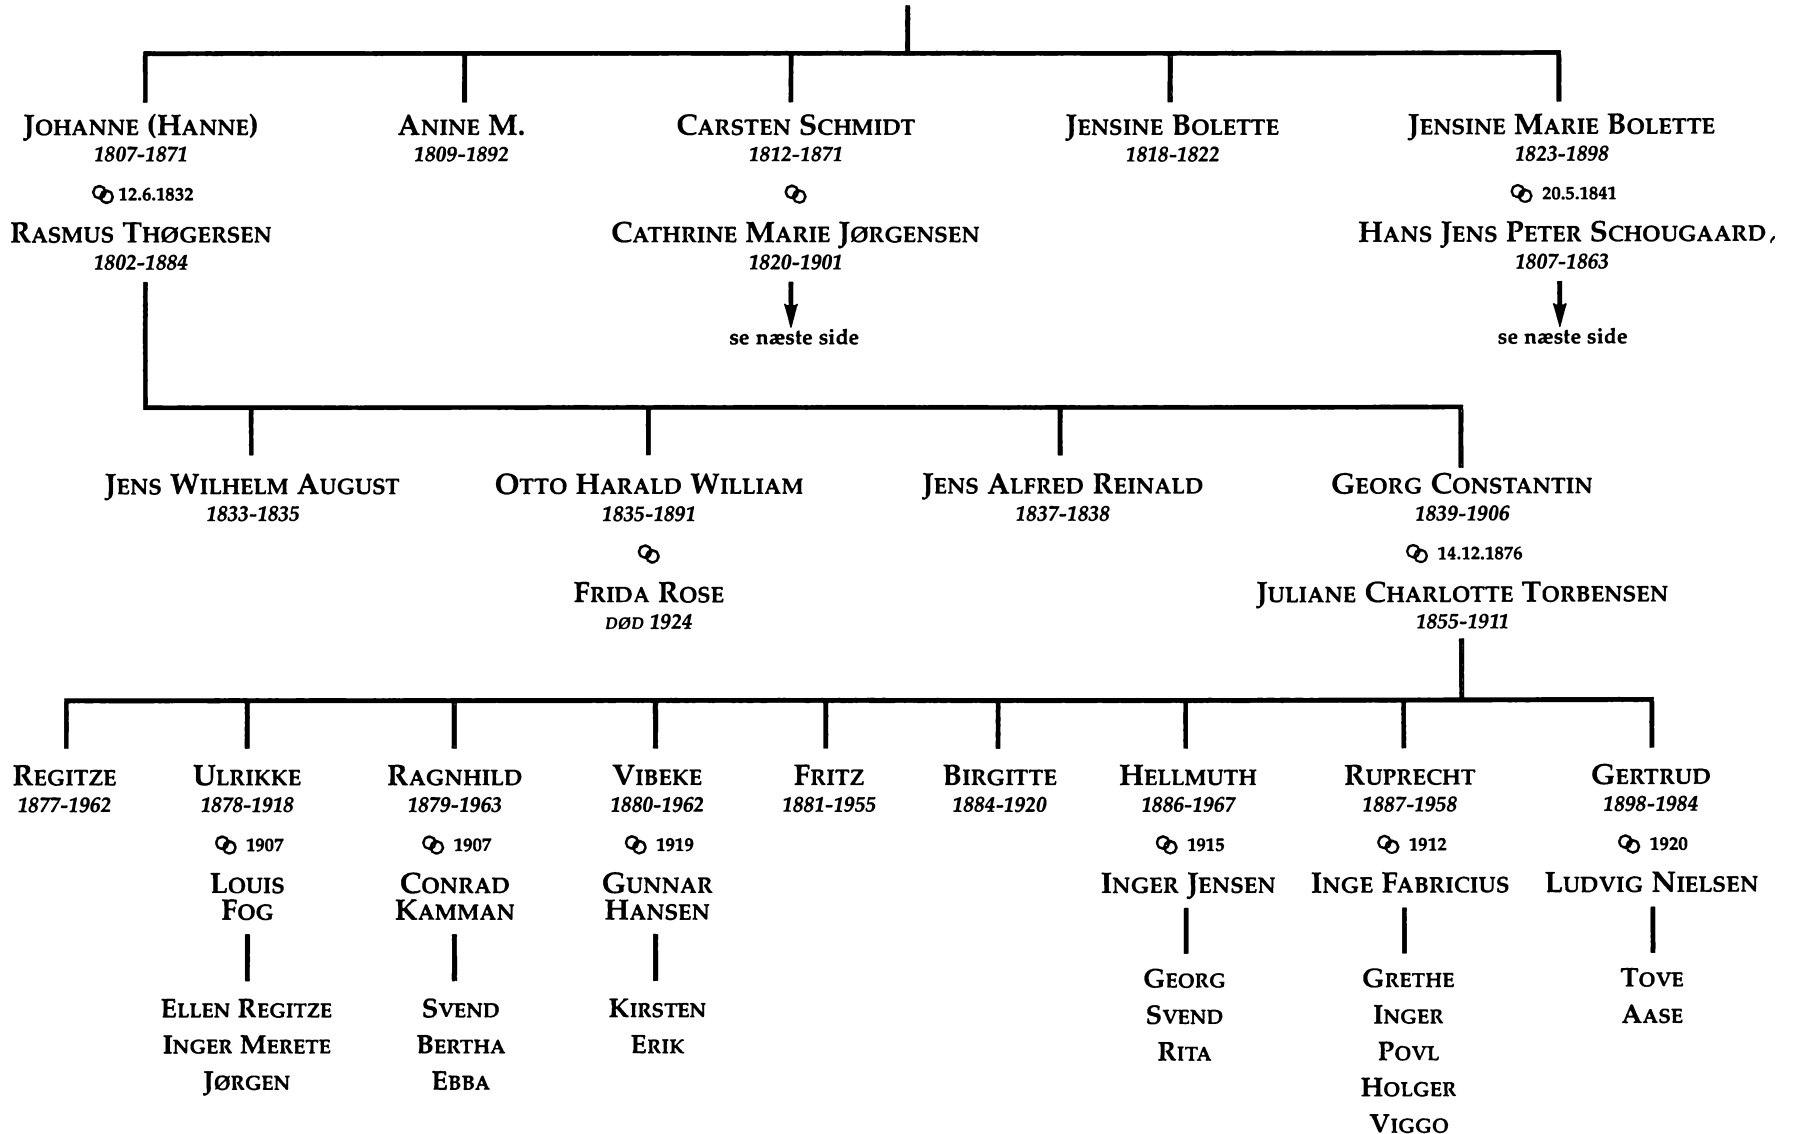 Johanne (Hanne)
1807-1871
12.6.1832
Rasmus Thøgersen
1802-1884
Anine M.
1809-1892
Carsten Schmidt
1812-1871
Cathrine Marie Jørgensen
1820-1901
se næste side
Jensine Bolette
1818-1822
Jensine Marie Bolette
1823-1898
20.5.1841
Hans Jens Peter Schougaard,
1807-1863
se næste side
Jens Wilhelm August
1833-1835
Otto Harald William
1835-1891
Frida Rose
død 1924
Jens Alfred Reinald
1837-1838
Georg Constantin
1839-1906
14.12.1876
Juliane Charlotte Torbensen
1855-1911
Regitze
1877-1962
Ulrikke
1878-1918
1907
Louis
Fog
Ellen Regitze
Inger Merete
Jørgen
Ragnhild
1879-1963
1907
Conrad
Kamman
Svend
Bertha
Ebba
Vibeke
1880-1962
1919
Gunnar
Hansen
Kirsten
Erik
Fritz
1881-1955
Birgitte
1884-1920
Hellmuth
1886-1967
1915
Inger Jensen
Georg
Svend
Rita
Ruprecht
1887-1958
1912
Inge Fabricius
Grethe
Inger
Povl
Holger
Viggo
Gertrud
1898-1984
1920
Ludvig Nielsen
Tove
Aase